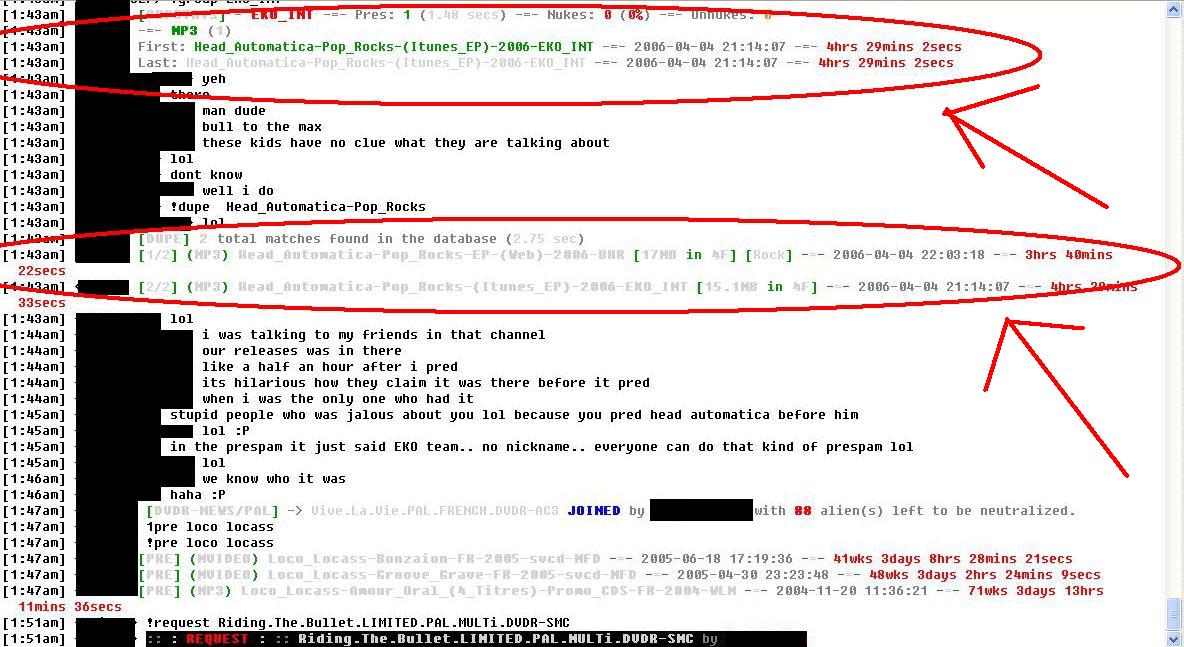 [1:43am] EKO_INT -=- Pres: 1 (1.48 secs) -=- Nukes: 0 (0%) -=- UnNukes: 0
[1:43am] -=- MP3 (1)
[1:43am] First: Head_Automatica-Pop_Rocks-(Itunes_EP)-2006-EKO_INT -=- 2006-04-04 21:14:07 -=- 4hrs 29mins 2secs
[1:43am] Last: Head_Automatica-Pop_Rocks-(Itunes_EP)-2006-EKO_INT -=- 2006-04-04 21:14:07 -=- 4hrs 29mins 2secs
[1:43am] yeh
[1:43am] there
[1:43am] man dude
[1:43am] bull to the max
[1:43am] these kids have no clue what they are talking about
[1:43am] lol
[1:43am] dont know
[1:43am] well i do
[1:43am] !dupe Head_Automatica-Pop_Rocks
[1:43am] lol
[1:43am] [DUPE] 2 total matches found in the database (2.75 sec)
[1:43am] [1/2] (MP3) Head_Automatica-Pop_Rocks-EP-(Web)-2006-BHR [17MB in 4F] [Rock] -=- 2006-04-04 22:03:18 -=- 3hrs 40mins
22secs
[1:43am] [2/2] (MP3) Head_Automatica-Pop_Rocks-(Itunes_EP)-2006-EKO_INT [15.1MB in 4F] -=- 2006-04-04 21:14:07 -=- 4hrs 29mins
33secs
[1:43am] lol
[1:44am] i was talking to my friends in that channel
[1:44am] our releases was in there
[1:44am] like a half an hour after i pred
[1:44am] its hilarious how they claim it was there before it pred
[1:44am] when i was the only one who had it
[1:45am] stupid people who was jalous about you lol because you pred head automatica before him
[1:45am] lol :P
[1:45am] in the prespam it just said EKO team.. no nickname.. everyone can do that kind of prespam lol
[1:45am] lol
[1:46am] we know who it was
[1:46am] haha :P
[1:47am] [DVDR-NEWS/PAL] -> Vive.La.Vie.PAL.FRENCH.DVDR-AC3 JOINED by with 88 alien(s) left to be neutralized.
[1:47am] 1pre loco locass
[1:47am] !pre loco locass
[1:47am] [PRE] (MVIDEO) Loco_Locass-Bonzaion-FR-2005-svcd-MFD -=- 2005-06-18 17:19:36 -=- 41wks 3days 8hrs 28mins 21secs
[1:47am] [PRE] (MVIDEO) Loco_Locass-Groove_Grave-FR-2005-svcd-MFD -=- 2005-04-30 23:23:48 -=- 48wks 3days 2hrs 24mins 9secs
[1:47am] [PRE] (MP3) Loco_Locass-Amour_Oral_(4_Titres)-Promo_CDS-FR-2004-WLM -=- 2004-11-20 11:36:21 -=- 71wks 3days 13hrs
11mins 36secs
[1:51am] !request Riding.The.Bullet.LIMITED.PAL.MULTi.DVDR-SMC
[1:51am] :: : REQUEST : :: Riding.The.Bullet.LIMITED.PAL.MULTi.DVDR-SMC by